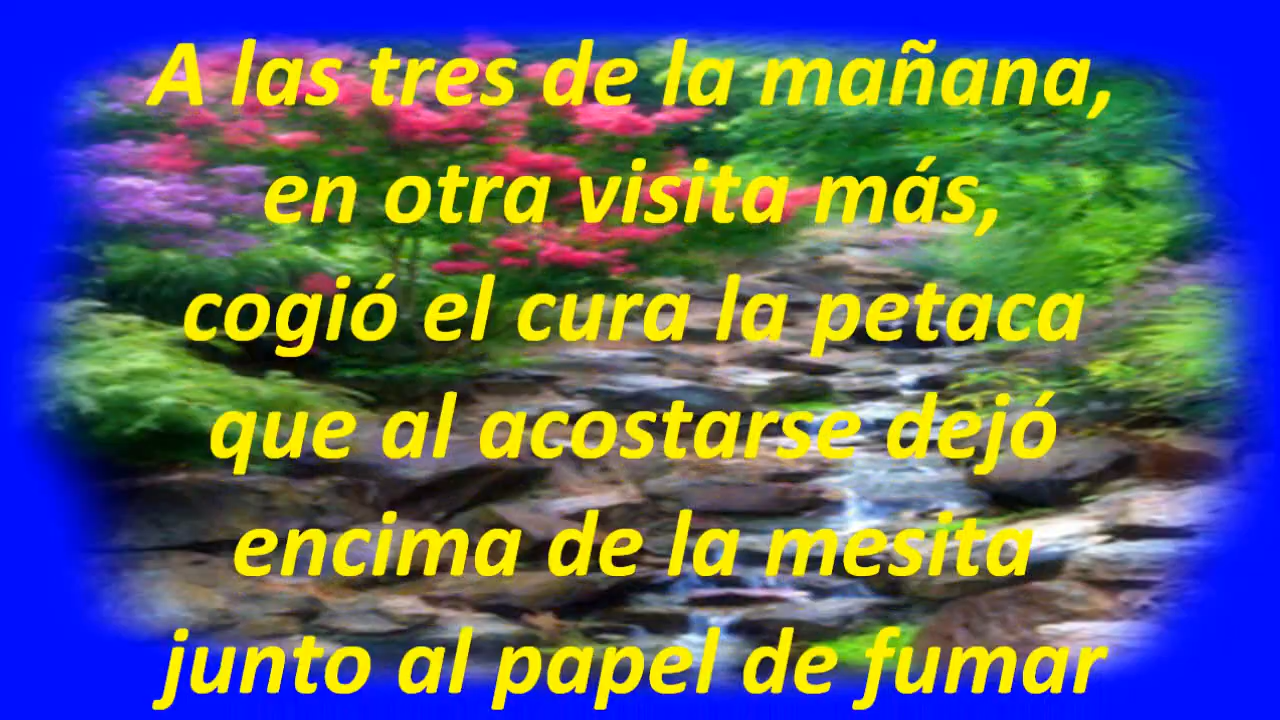 A las tres de la mañana,
en otra visita más,
cogió el cura la petaca
que al acostarse dejó
encima de la mesita
junto al papel de fumar